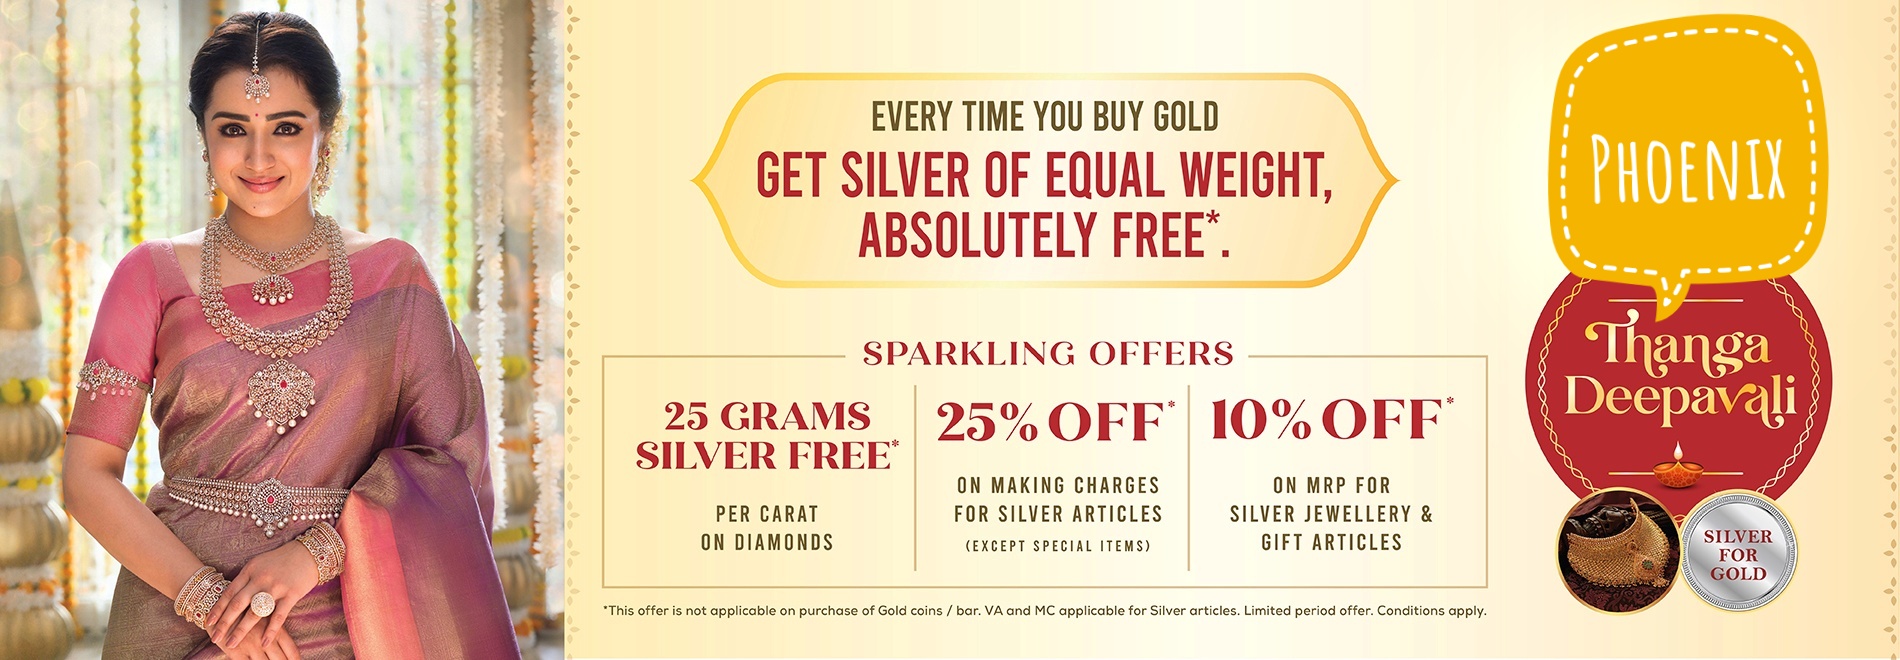 EVERY TIME YOU BUY GOLD
GET SILVER OF EQUAL WEIGHT,
ABSOLUTELY FREE*.
SPARKLING OFFERS
25 GRAMS
SILVER FREE*
PER CARAT
ON DIAMONDS
25% OFF*
ON MAKING CHARGES
FOR SILVER ARTICLES
(EXCEPT SPECIAL ITEMS)
10% OFF*
ON MRP FOR
SILVER JEWELLERY &
GIFT ARTICLES
*This offer is not applicable on purchase of Gold coins / bar. VA and MC applicable for Silver articles. Limited period offer. Conditions apply.
PHOENIX
Thanga
Deepavali
SILVER
FOR
GOLD